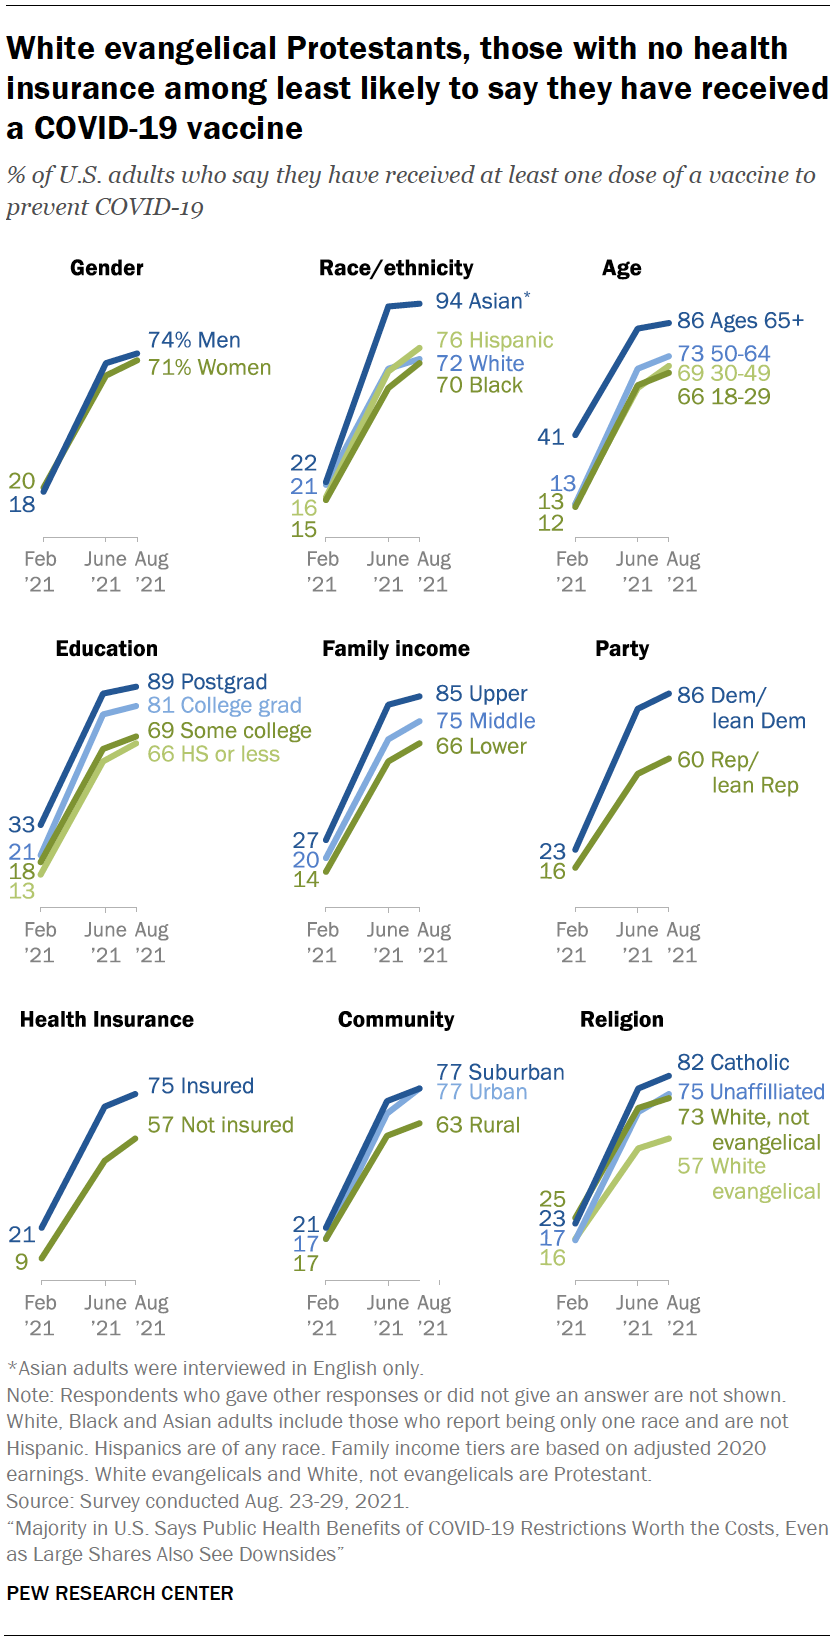 White evangelical Protestants, those with no health
insurance among least likely to say they have received
a COVID-19 vaccine
% of U.S. adults who say they have received at least one dose of a vaccine to
prevent COVID-19
Gender
74% Men
71% Women
20
18
Feb '21
June '21
Aug '21
Race/ethnicity
94 Asian*
76 Hispanic
72 White
70 Black
22
21
16
15
Feb '21
June '21
Aug '21
Age
86 Ages 65+
73 50-64
69 30-49
66 18-29
41
13
13
12
Feb '21
June '21
Aug '21
Education
89 Postgrad
81 College grad
69 Some college
66 HS or less
33
21
18
13
Feb '21
June '21
Aug '21
Family income
85 Upper
75 Middle
66 Lower
27
20
14
Feb '21
June '21
Aug '21
Party
86 Dem/
lean Dem
60 Rep/
lean Rep
23
16
Feb '21
June '21
Aug '21
Health Insurance
75 Insured
57 Not insured
21
9
Feb '21
June '21
Aug '21
Community
77 Suburban
77 Urban
63 Rural
21
17
17
Feb '21
June '21
Aug '21
Religion
82 Catholic
75 Unaffilliated
73 White, not
evangelical
57 White
evangelical
25
23
17
16
Feb '21
June '21
Aug '21
*Asian adults were interviewed in English only.
Note: Respondents who gave other responses or did not give an answer are not shown.
White, Black and Asian adults include those who report being only one race and are not
Hispanic. Hispanics are of any race. Family income tiers are based on adjusted 2020
earnings. White evangelicals and White, not evangelicals are Protestant.
Source: Survey conducted Aug. 23-29, 2021.
“Majority in U.S. Says Public Health Benefits of COVID-19 Restrictions Worth the Costs, Even
as Large Shares Also See Downsides”
PEW RESEARCH CENTER